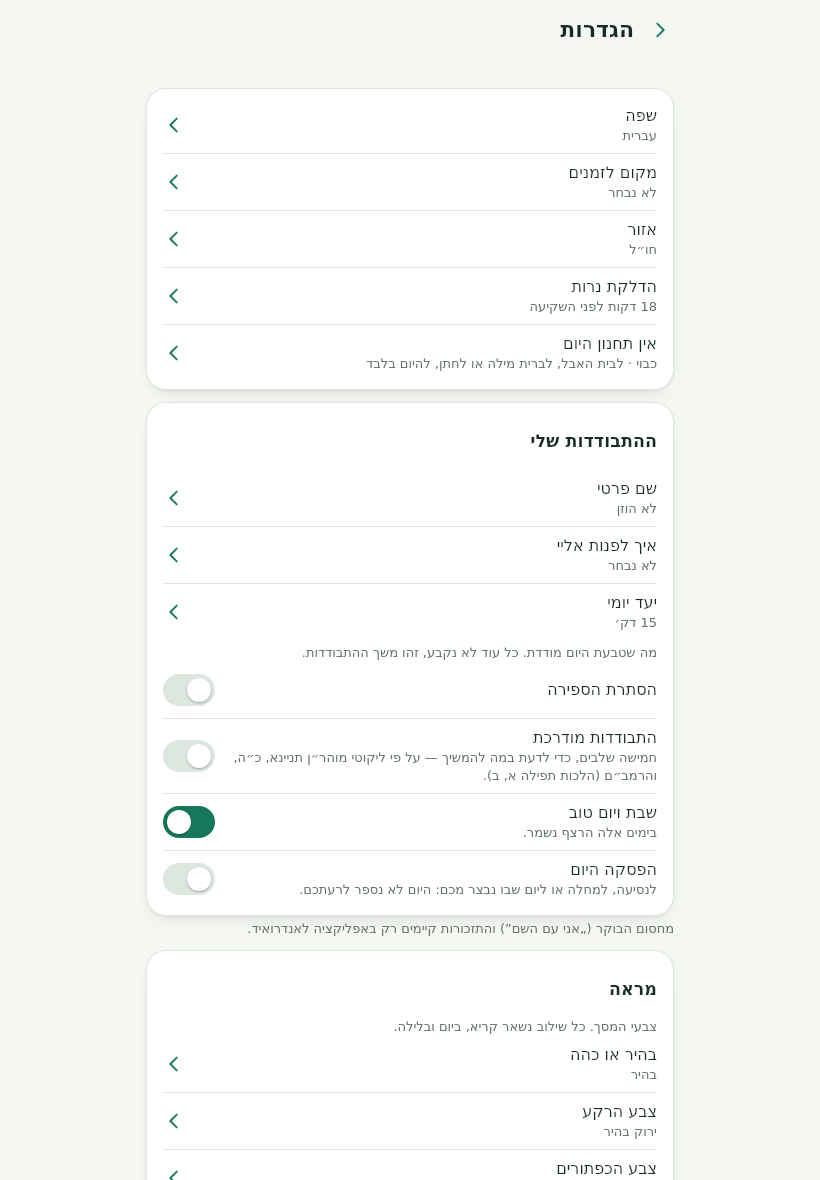 הגדרות
שפה
עברית
מקום לזמנים
לא נבחר
אזור
חו״ל
הדלקת נרות
18 דקות לפני השקיעה
אין תחנון היום
כבוי · לבית האבל, לברית מילה או לחתן, להיום בלבד
ההתבודדות שלי
שם פרטי
לא הוזן
איך לפנות אליי
לא נבחר
יעד יומי
15 דק׳
מה שטבעת היום מודדת. כל עוד לא נקבע, זהו משך ההתבודדות.
הסתרת הספירה
התבודדות מודרכת
חמישה שלבים, כדי לדעת במה להמשיך — על פי ליקוטי מוהר״ן תניינא, כ״ה,
והרמב״ם (הלכות תפילה א, ב).
שבת ויום טוב
בימים אלה הרצף נשמר.
הפסקה היום
לנסיעה, למחלה או ליום שבו נבצר מכם: היום לא נספר לרעתכם.
מחסום הבוקר („אני עם השם”) והתזכורות קיימים רק באפליקציה לאנדרואיד.
מראה
צבעי המסך. כל שילוב נשאר קריא, ביום ובלילה.
בהיר או כהה
בהיר
צבע הרקע
ירוק בהיר
צבע הכפתורים